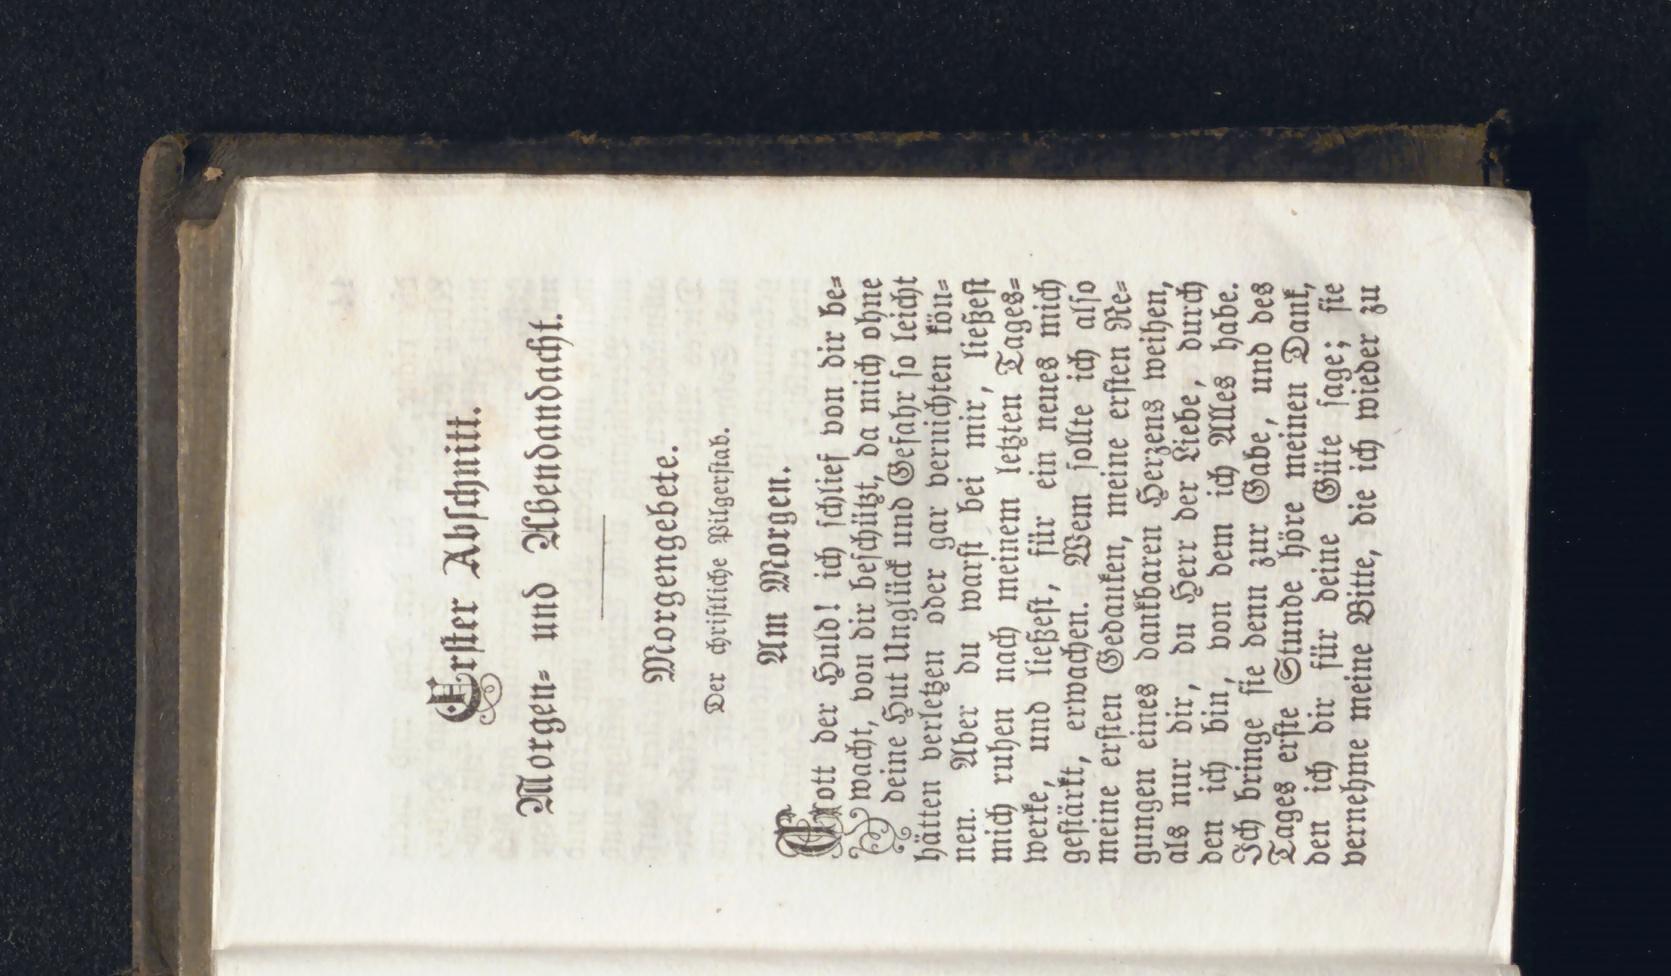 Erster Abschnitt.
Morgen- und Abendandacht.
Morgengebete.
Der christliche Pilgerstab.
Am Morgen.
Gott der Huld! ich schlief von dir be-
wacht, von dir beschützt, da mich ohne
deine Hut Unglück und Gefahr so leicht
hätten verletzen oder gar vernichten kön-
nen. Aber du warst bei mir, ließest
mich ruhen nach meinem letzten Tages-
werke, und ließest, für ein neues mich
gestärkt, erwachen. Wem sollte ich also
meine ersten Gedanken, meine ersten Re-
gungen eines dankbaren Herzens weihen,
als nur dir, du Herr der Liebe, durch
den ich bin, von dem ich Alles habe.
Ich bringe sie denn zur Gabe, und des
Tages erste Stunde höre meinen Dank,
den ich dir für deine Güte sage; sie
vernehme meine Bitte, die ich wieder zu